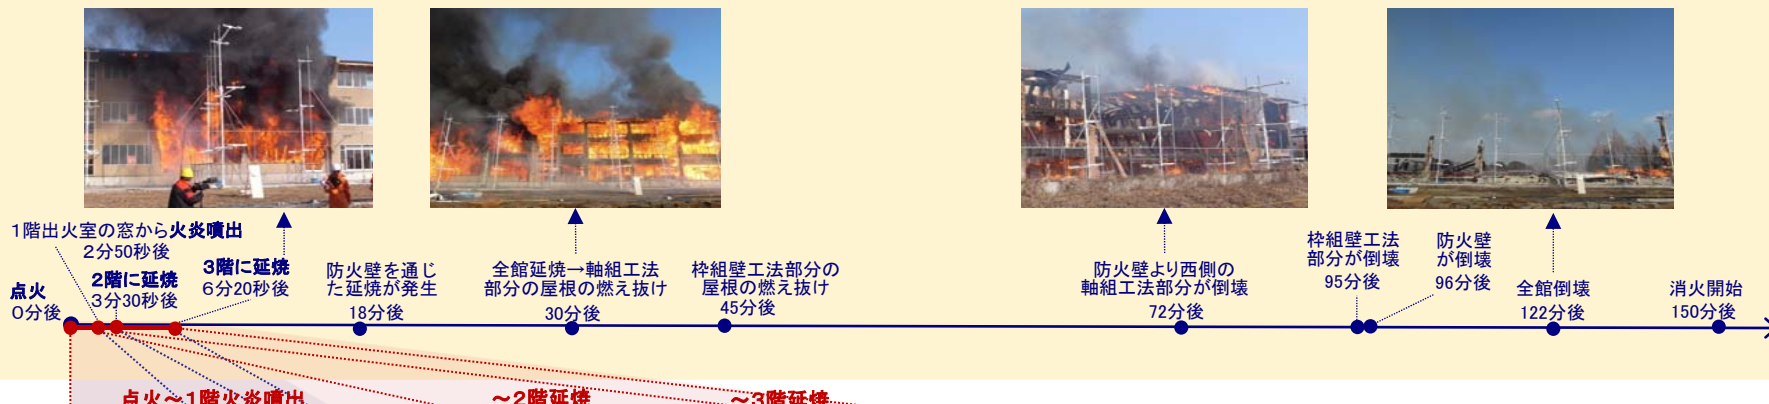 1階出火室の窓から火炎噴出
2分50秒後
点火
0分後
2階に延焼
3分30秒後
3階に延焼
6分20秒後
防火壁を通じ
た延焼が発生
18分後
全館延焼→軸組工法
部分の屋根の燃え抜け
30分後
枠組壁工法部分の
屋根の燃え抜け
45分後
防火壁より西側の
軸組工法部分が倒壊
72分後
枠組壁工法
部分が倒壊
95分後
防火壁
が倒壊
96分後
全館倒壊
122分後
消火開始
150分後
点火～1階火炎噴出
～2階延焼
～3階延焼